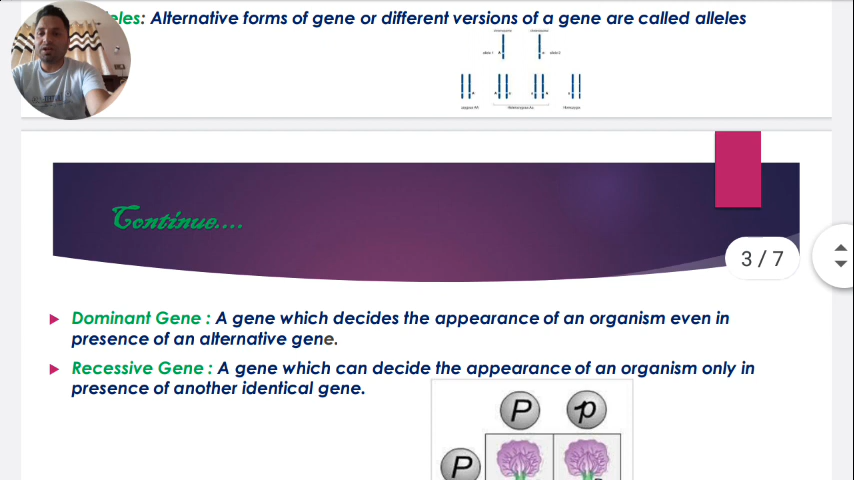 eles: Alternative forms of gene or different versions of a gene are called alleles
Continue....
3 / 7
Dominant Gene : A gene which decides the appearance of an organism even in
presence of an alternative gene.
Recessive Gene : A gene which can decide the appearance of an organism only in
presence of another identical gene.
P p
P